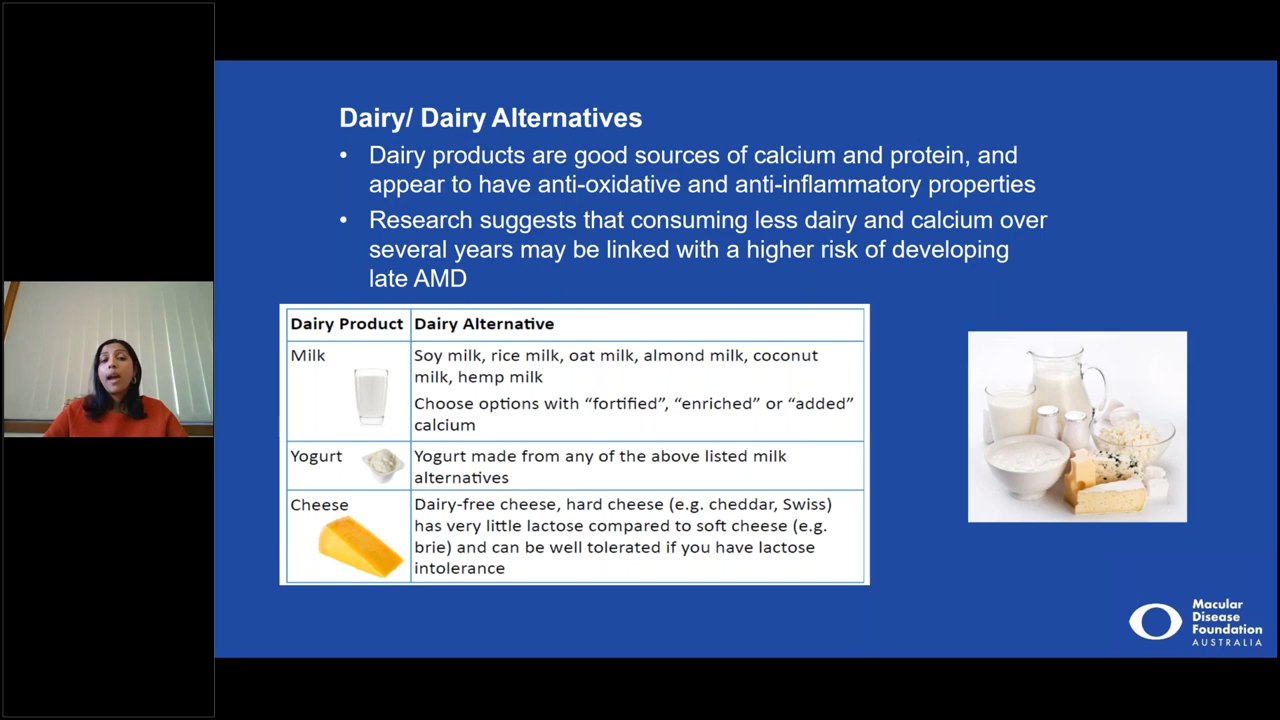 Dairy/ Dairy Alternatives
• Dairy products are good sources of calcium and protein, and
appear to have anti-oxidative and anti-inflammatory properties
• Research suggests that consuming less dairy and calcium over
several years may be linked with a higher risk of developing
late AMD
Dairy Product Dairy Alternative
Milk
Soy milk, rice milk, oat milk, almond milk, coconut
milk, hemp milk
Choose options with “fortified”, “enriched” or “added”
calcium
Yogurt
Yogurt made from any of the above listed milk
alternatives
Cheese
Dairy-free cheese, hard cheese (e.g. cheddar, Swiss)
has very little lactose compared to soft cheese (e.g.
brie) and can be well tolerated if you have lactose
intolerance
Macular
Disease
Foundation
AUSTRALIA